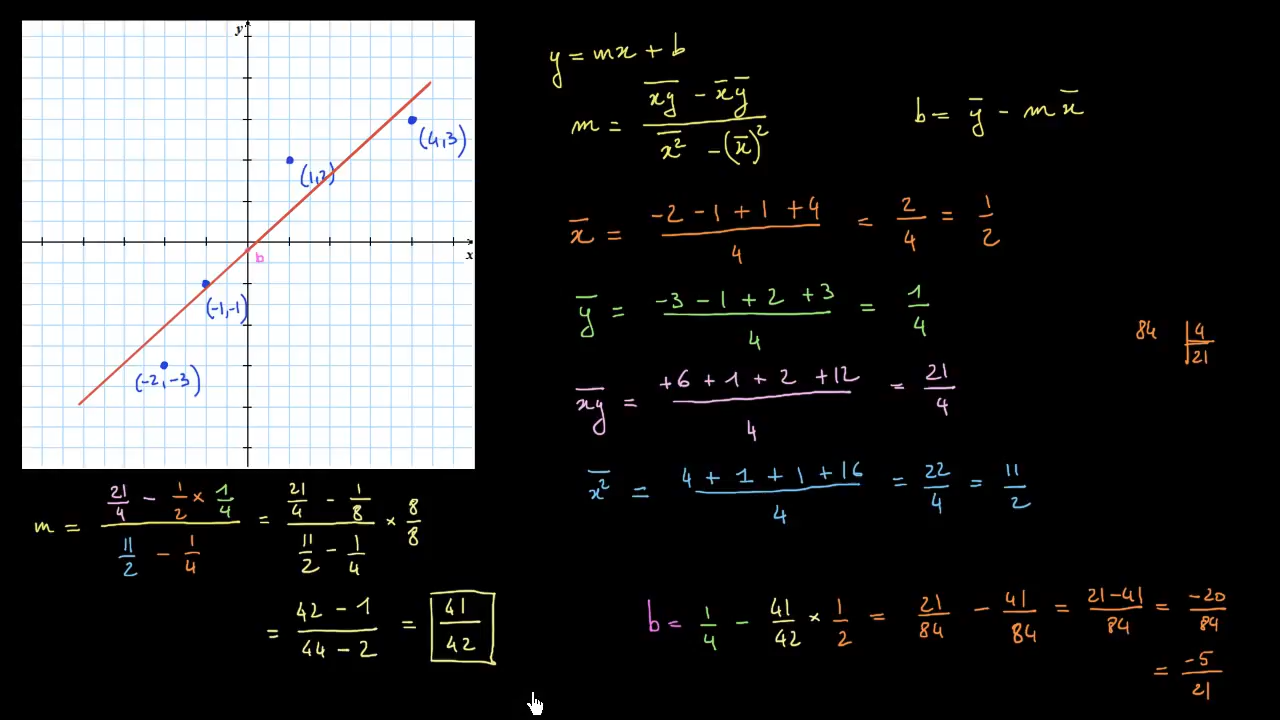 y
x
b
(4,3)
(1,2)
(-1,-1)
(-2,-3)
y = mx + b
m = (x̅y̅ - x̅ y̅) / (x̅²̅ - (x̅)²)
b = y̅ - m x̅
x̅ = (-2 - 1 + 1 + 4) / 4 = 2/4 = 1/2
y̅ = (-3 - 1 + 2 + 3) / 4 = 1/4
84 | 4
21
x̅y̅ = (+6 + 1 + 2 + 12) / 4 = 21/4
x̅²̅ = (4 + 1 + 1 + 16) / 4 = 22/4 = 11/2
m = (21/4 - 1/2 × 1/4) / (11/2 - 1/4) = (21/4 - 1/8) / (11/2 - 1/4) × 8/8
= (42 - 1) / (44 - 2) = 41/42
b = 1/4 - 41/42 × 1/2 = 21/84 - 41/84 = (21-41)/84 = -20/84
= -5/21